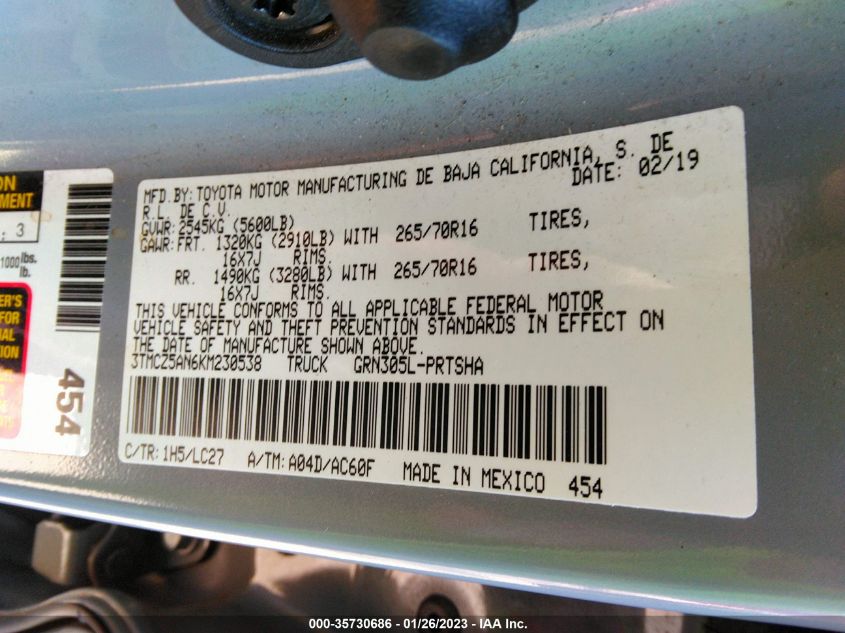 MFD.BY: TOYOTA MOTOR MANUFACTURING DE BAJA CALIFORNIA, S. DE
R.L. DE C.V. DATE: 02/19
GVWR: 2545KG (5600LB)
GAWR: FRT. 1320KG (2910LB) WITH 265/70R16 TIRES,
16X7J RIMS.
RR. 1490KG (3280LB) WITH 265/70R16 TIRES,
16X7J RIMS.
THIS VEHICLE CONFORMS TO ALL APPLICABLE FEDERAL MOTOR
VEHICLE SAFETY AND THEFT PREVENTION STANDARDS IN EFFECT ON
THE DATE OF MANUFACTURE SHOWN ABOVE.
3TMCZ5AN6KM230538 TRUCK GRN305L-PRTSHA
C/TR: 1H5/LC27 A/TM: A04D/AC60F MADE IN MEXICO 454
3
1000 lbs.
lb.
454
000-35730686 - 01/26/2023 - IAA Inc.